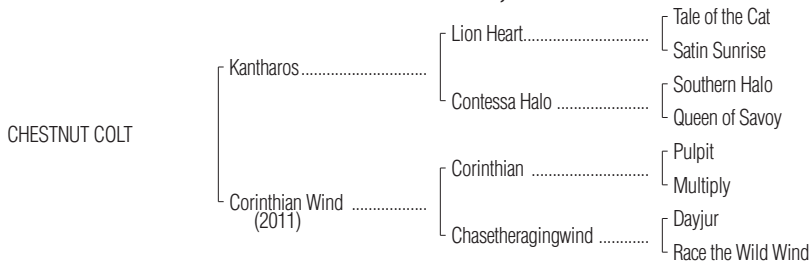 Tale of the Cat
Lion Heart..............................
Satin Sunrise
Kantharos..............................
Southern Halo
Contessa Halo ......................
Queen of Savoy
CHESTNUT COLT
Pulpit
Corinthian ............................
Multiply
Corinthian Wind ..................
(2011)
Dayjur
Chasetheragingwind ............
Race the Wild Wind